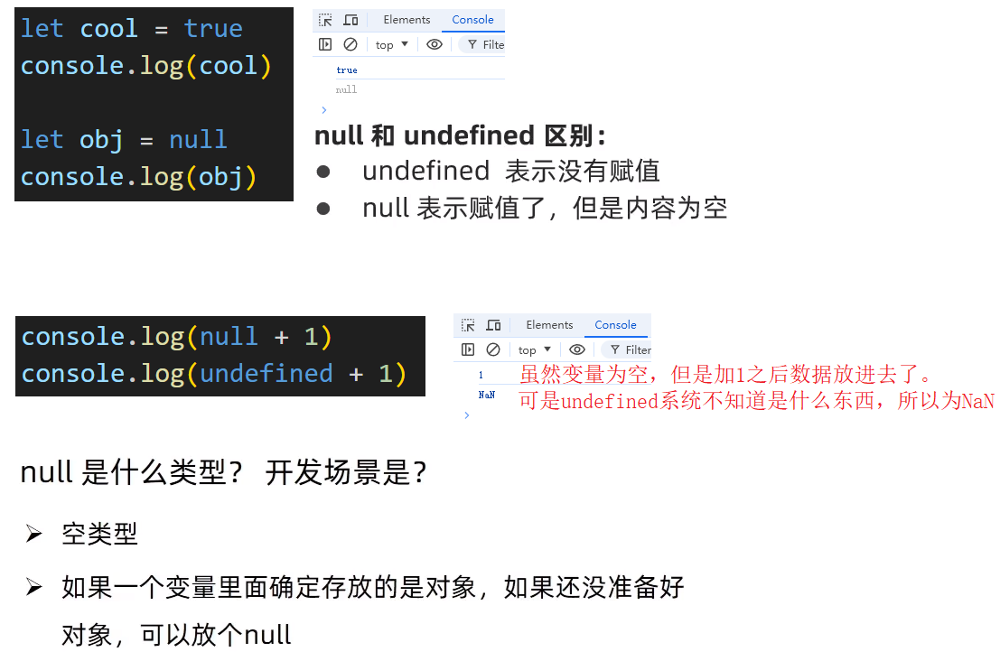 let cool = true
console.log(cool)
let obj = null
console.log(obj)
Elements Console
top ▼ Filte
true
null
>
null 和 undefined 区别：
● undefined 表示没有赋值
● null 表示赋值了，但是内容为空
console.log(null + 1)
console.log(undefined + 1)
Elements Console
top ▼ Filter
1 虽然变量为空，但是加1之后数据放进去了。
NaN 可是undefined系统不知道是什么东西，所以为NaN
>
null 是什么类型？ 开发场景是？
➢ 空类型
➢ 如果一个变量里面确定存放的是对象，如果还没准备好
对象，可以放个null